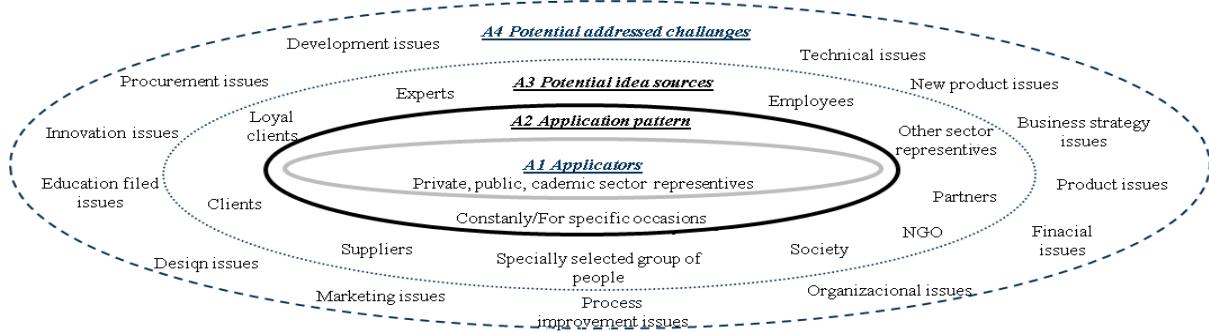 A4 Potential addressed challanges
Development issues
Technical issues
Procurement issues
A3 Potential idea sources
New product issues
Experts
Employees
Loyal
clients
A2 Application pattern
Innovation issues
Other sector
representives
Business strategy
issues
A1 Applicators
Private, public, cademic sector representives
Education filed
issues
Product issues
Clients
Partners
Constanly/For specific occasions
NGO
Finacial
issues
Suppliers
Society
Specially selected group of
people
Design issues
Marketing issues
Organizacional issues
Process
improvement issues